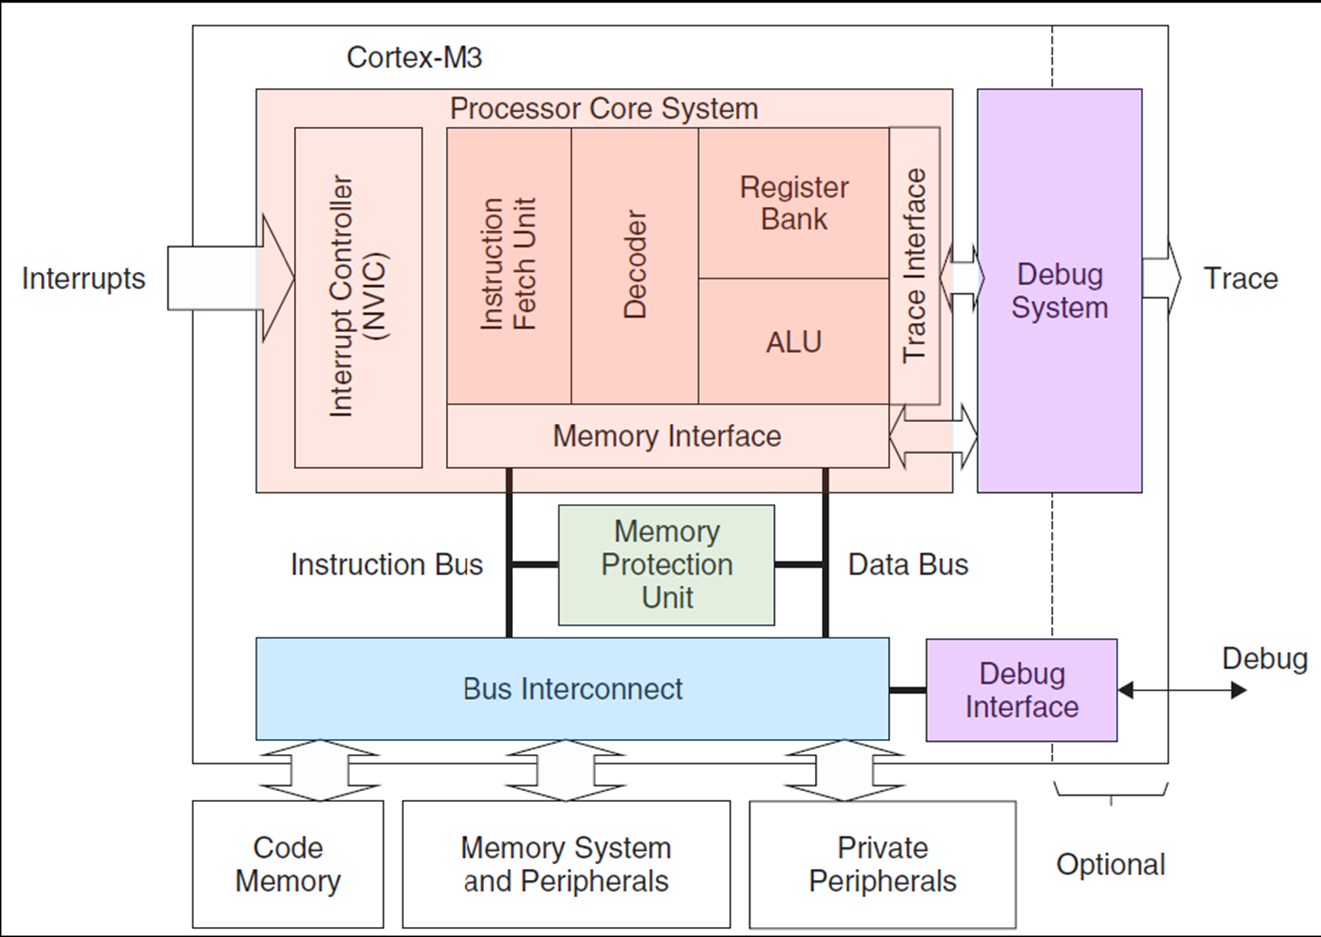 Cortex-M3
Processor Core System
Interrupts
Interrupt Controller
(NVIC)
Instruction
Fetch Unit
Decoder
Register
Bank
ALU
Trace Interface
Memory Interface
Debug
System
Trace
Instruction Bus
Memory
Protection
Unit
Data Bus
Bus Interconnect
Debug
Interface
Debug
Code
Memory
Memory System
and Peripherals
Private
Peripherals
Optional